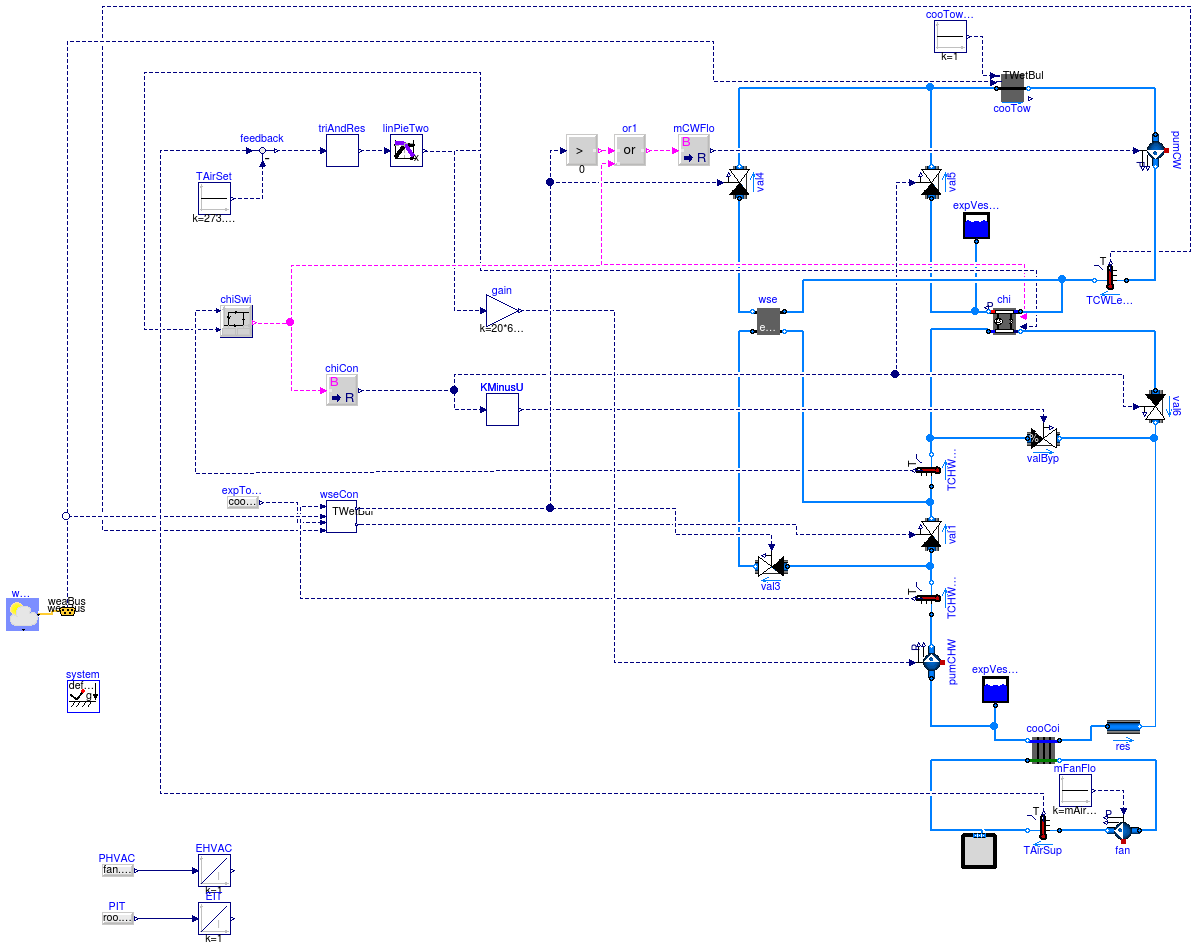 cooTow...
k=1
TWetBul
cooTow
feedback
-
triAndRes
linPieTwo
x
or1
mCWFlo
>
0
or
B
R
pumCW
TAirSet
k=273....
val4
val5
expVes...
T
TCWLe...
chiSwi
gain
k=20*6...
wse
e...
chi
P
chiCon
B
R
KMinusU
val6
valByp
T
TCHW...
expTo...
coo...
wseCon
TWetBul
val1
val3
w...
weaBus
weaBus
T
TCHW...
pumCHW
system
def...
g
expVes...
cooCoi
res
mFanFlo
k=mAir...
T
P
TAirSup
fan
PHVAC
fan....
EHVAC
k=1
PIT
roo....
EIT
k=1